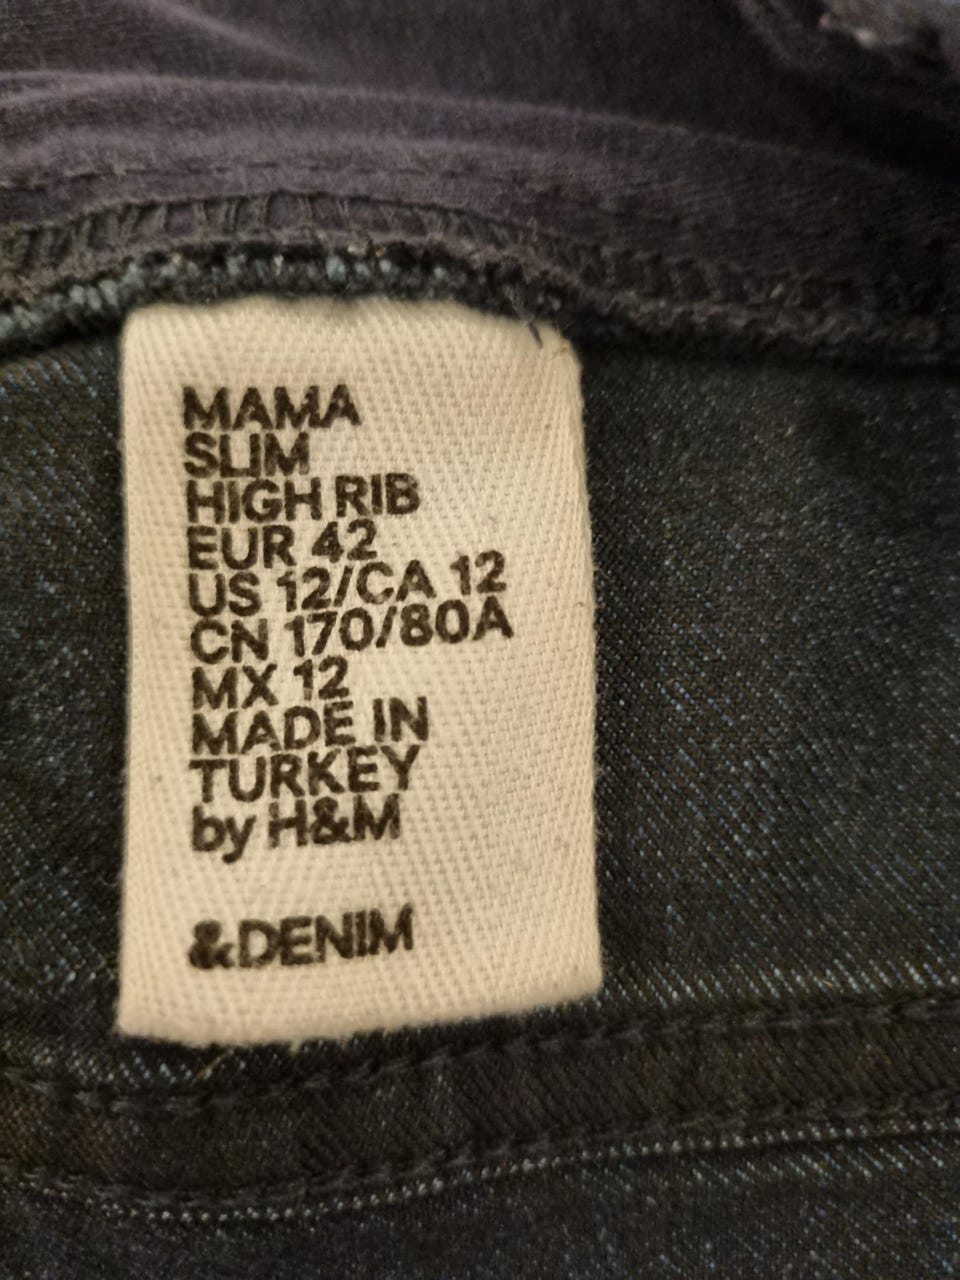 MAMA
SLIM
HIGH RIB
EUR 42
US 12/CA 12
CN 170/80A
MX 12
MADE IN
TURKEY
by H&M
&DENIM